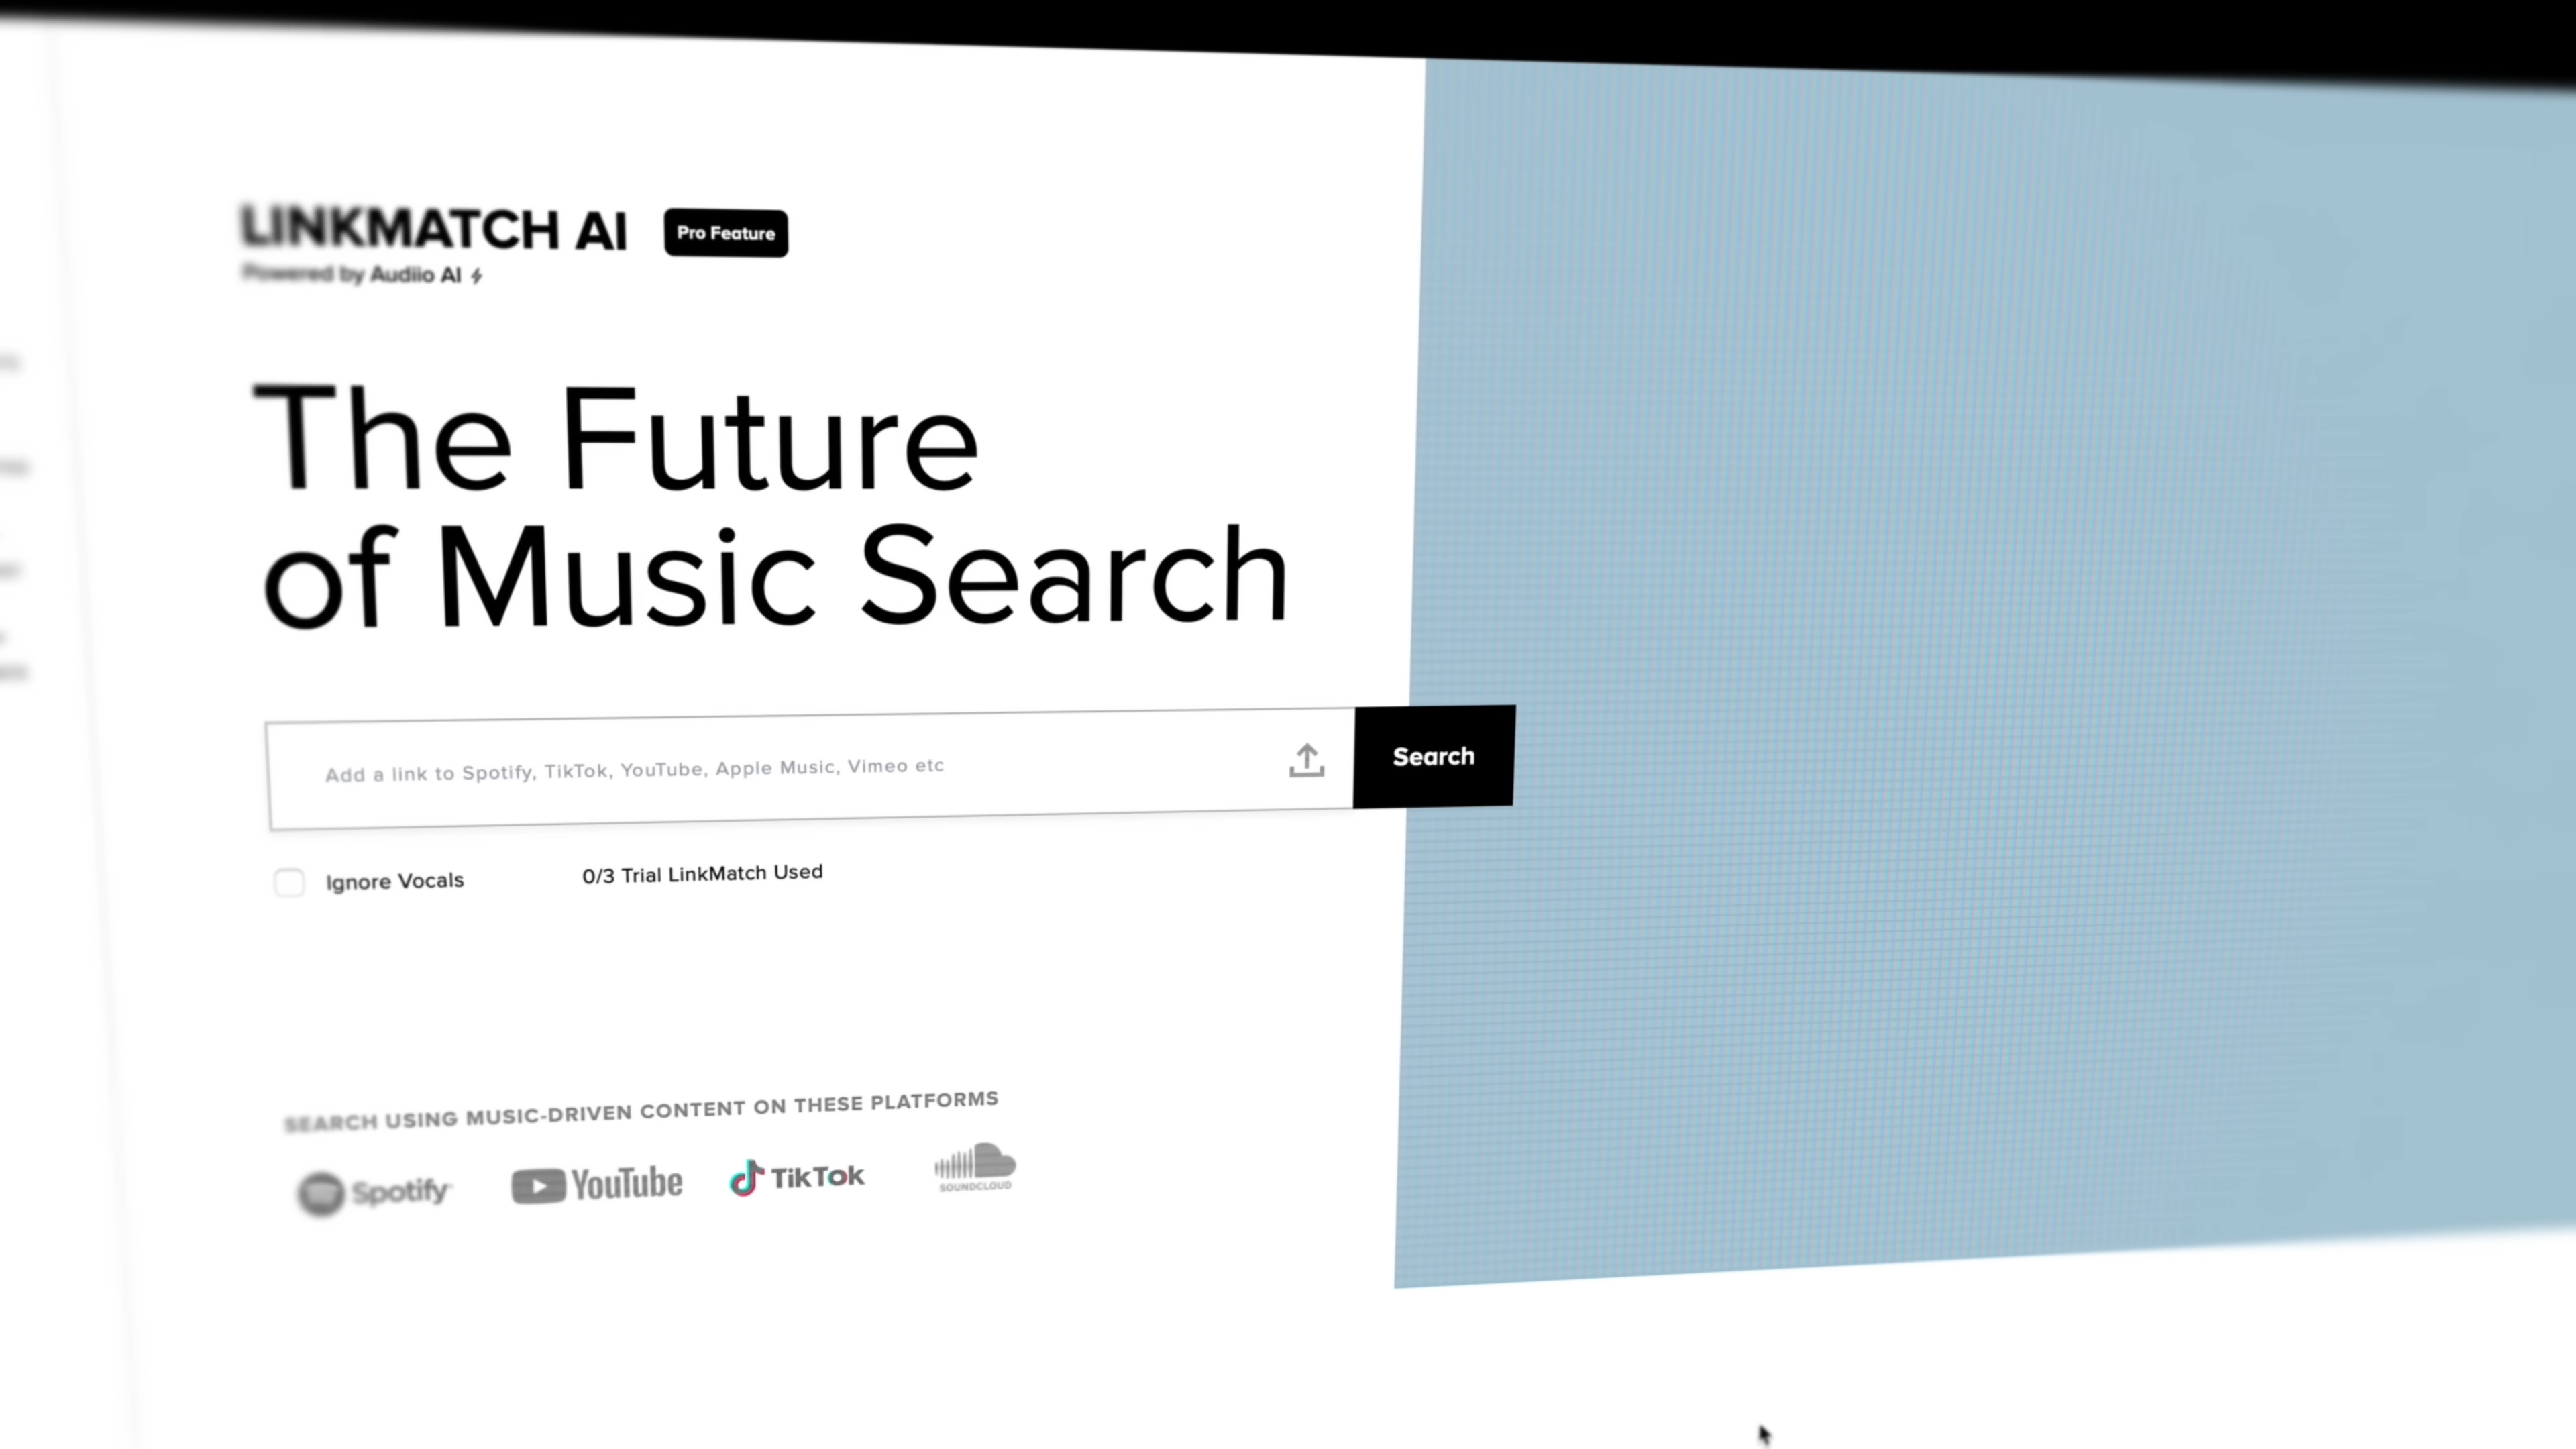 LINKMATCH AI
Pro Feature
Powered by Audiio AI
The Future
of Music Search
Add a link to Spotify, TikTok, YouTube, Apple Music, Vimeo etc
Search
Ignore Vocals
0/3 Trial LinkMatch Used
SEARCH USING MUSIC-DRIVEN CONTENT ON THESE PLATFORMS
Spotify
YouTube
TikTok
SOUNDCLOUD